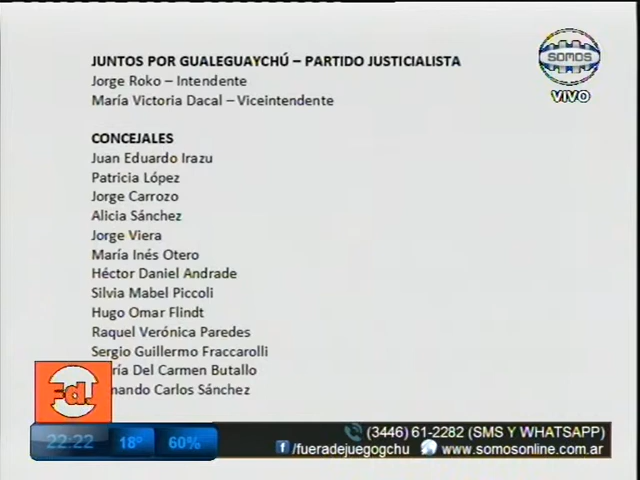 JUNTOS POR GUALEGUAYCHÚ – PARTIDO JUSTICIALISTA
Jorge Roko – Intendente
María Victoria Dacal – Viceintendente
SOMOS
VIVO
CONCEJALES
Juan Eduardo Irazu
Patricia López
Jorge Carrozo
Alicia Sánchez
Jorge Viera
María Inés Otero
Héctor Daniel Andrade
Silvia Mabel Piccoli
Hugo Omar Flindt
Raquel Verónica Paredes
Sergio Guillermo Fraccarolli
Del Carmen Butallo
Carlos Sánchez
FdJ
22:22 18° 60%
(3446) 61-2282 (SMS Y WHATSAPP)
/fueradejuegogchu www.somosonline.com.ar